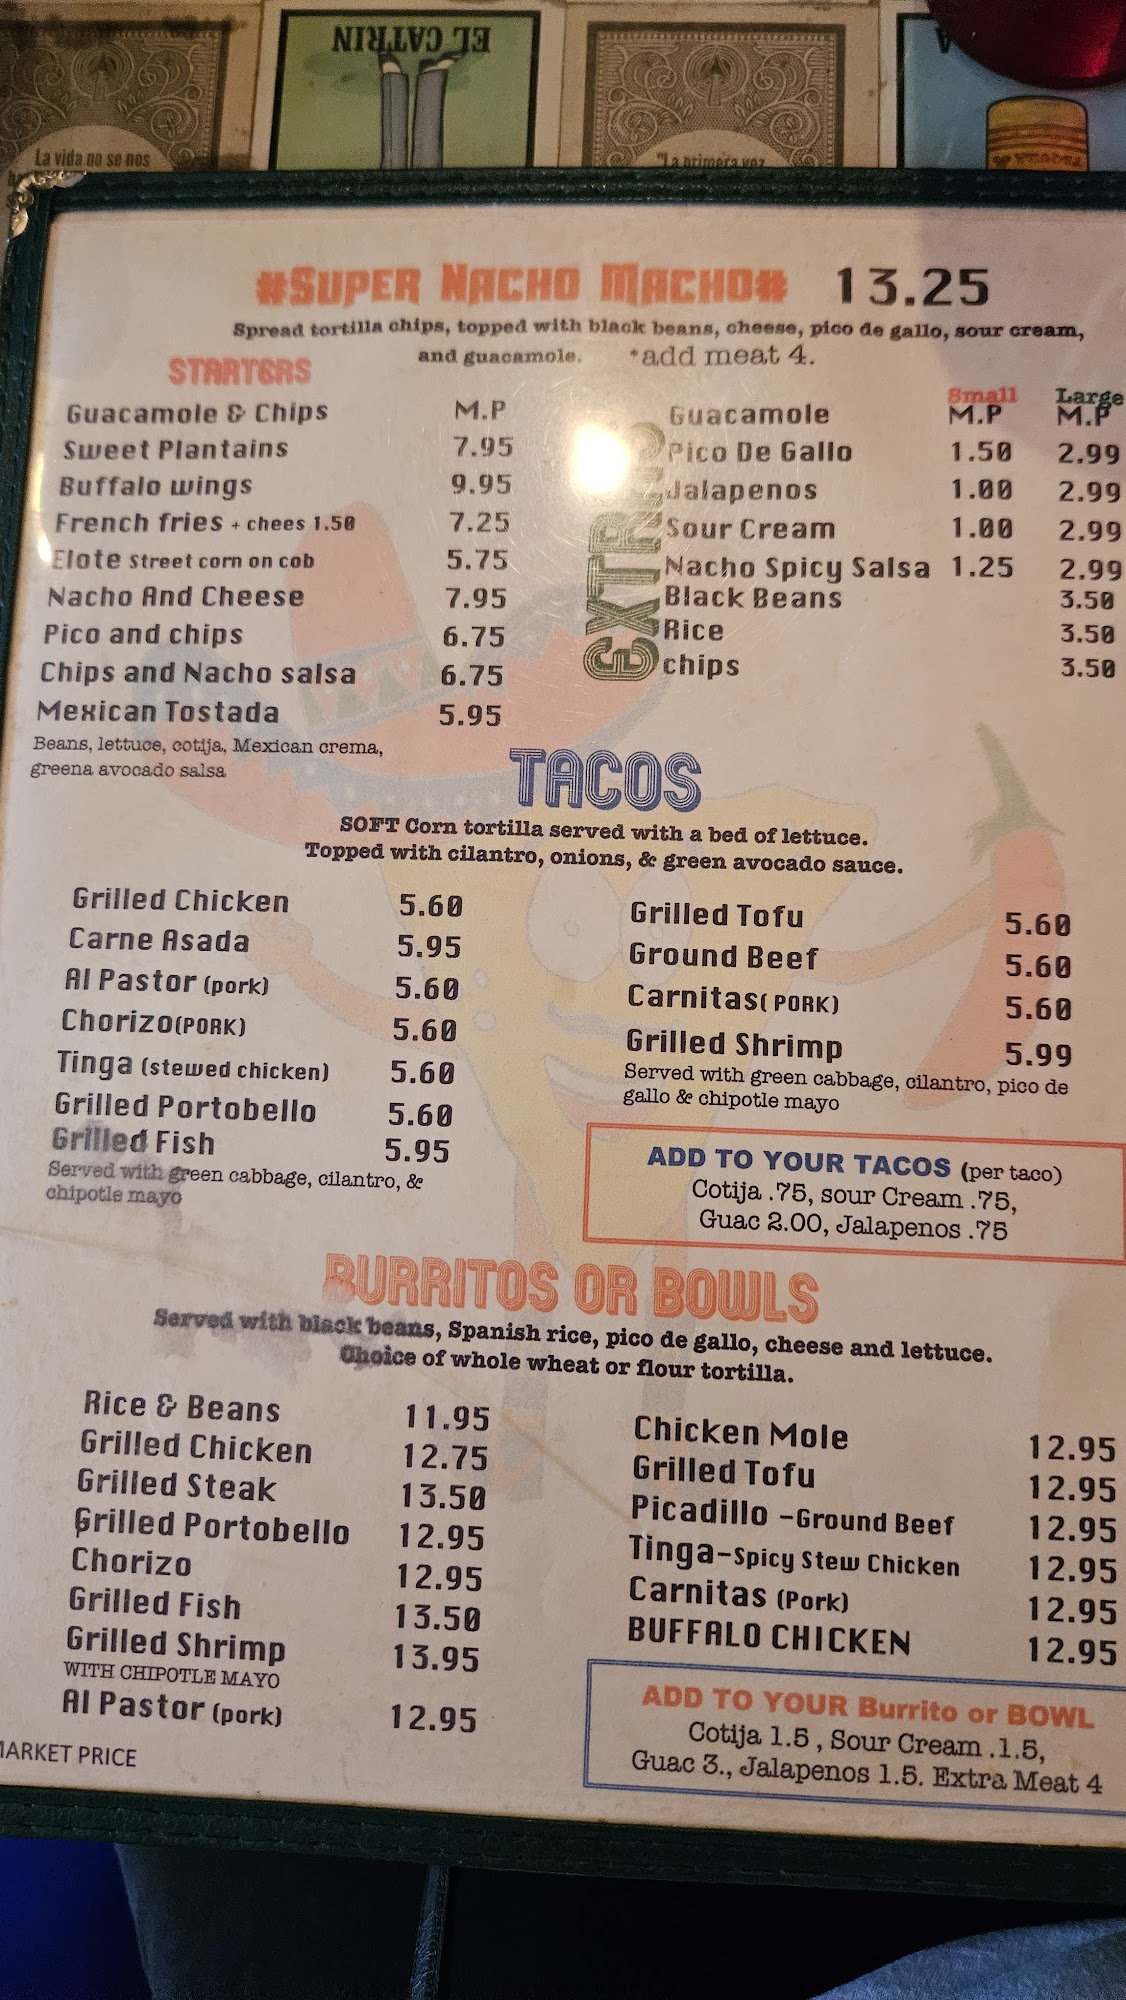 EL CATRIN
La vida no se nos
"La primera vez
#SUPER NACHO MACHO# 13.25
Spread tortilla chips, topped with black beans, cheese, pico de gallo, sour cream,
and guacamole. *add meat 4.
STARTERS
Guacamole & Chips M.P
Sweet Plantains 7.95
Buffalo wings 9.95
French fries + chees 1.50 7.25
Elote Street corn on cob 5.75
Nacho And Cheese 7.95
Pico and chips 6.75
Chips and Nacho salsa 6.75
Mexican Tostada 5.95
Beans, lettuce, cotija, Mexican crema,
greena avocado salsa
EXTRAS
Small Large
Guacamole M.P M.P
Pico De Gallo 1.50 2.99
Jalapenos 1.00 2.99
Sour Cream 1.00 2.99
Nacho Spicy Salsa 1.25 2.99
Black Beans 3.50
Rice 3.50
chips 3.50
TACOS
SOFT Corn tortilla served with a bed of lettuce.
Topped with cilantro, onions, & green avocado sauce.
Grilled Chicken 5.60
Carne Asada 5.95
Al Pastor (pork) 5.60
Chorizo(PORK) 5.60
Tinga (stewed chicken) 5.60
Grilled Portobello 5.60
Grilled Fish 5.95
Served with green cabbage, cilantro, &
chipotle mayo
Grilled Tofu 5.60
Ground Beef 5.60
Carnitas( PORK) 5.60
Grilled Shrimp 5.99
Served with green cabbage, cilantro, pico de
gallo & chipotle mayo
ADD TO YOUR TACOS (per taco)
Cotija .75, sour Cream .75,
Guac 2.00, Jalapenos .75
BURRITOS OR BOWLS
Served with black beans, Spanish rice, pico de gallo, cheese and lettuce.
Choice of whole wheat or flour tortilla.
Rice & Beans 11.95
Grilled Chicken 12.75
Grilled Steak 13.50
Grilled Portobello 12.95
Chorizo 12.95
Grilled Fish 13.50
Grilled Shrimp 13.95
WITH CHIPOTLE MAYO
Al Pastor (pork) 12.95
Chicken Mole 12.95
Grilled Tofu 12.95
Picadillo -Ground Beef 12.95
Tinga-Spicy Stew Chicken 12.95
Carnitas (Pork) 12.95
BUFFALO CHICKEN 12.95
ADD TO YOUR Burrito or BOWL
Cotija 1.5 , Sour Cream .1.5,
Guac 3., Jalapenos 1.5. Extra Meat 4
MARKET PRICE